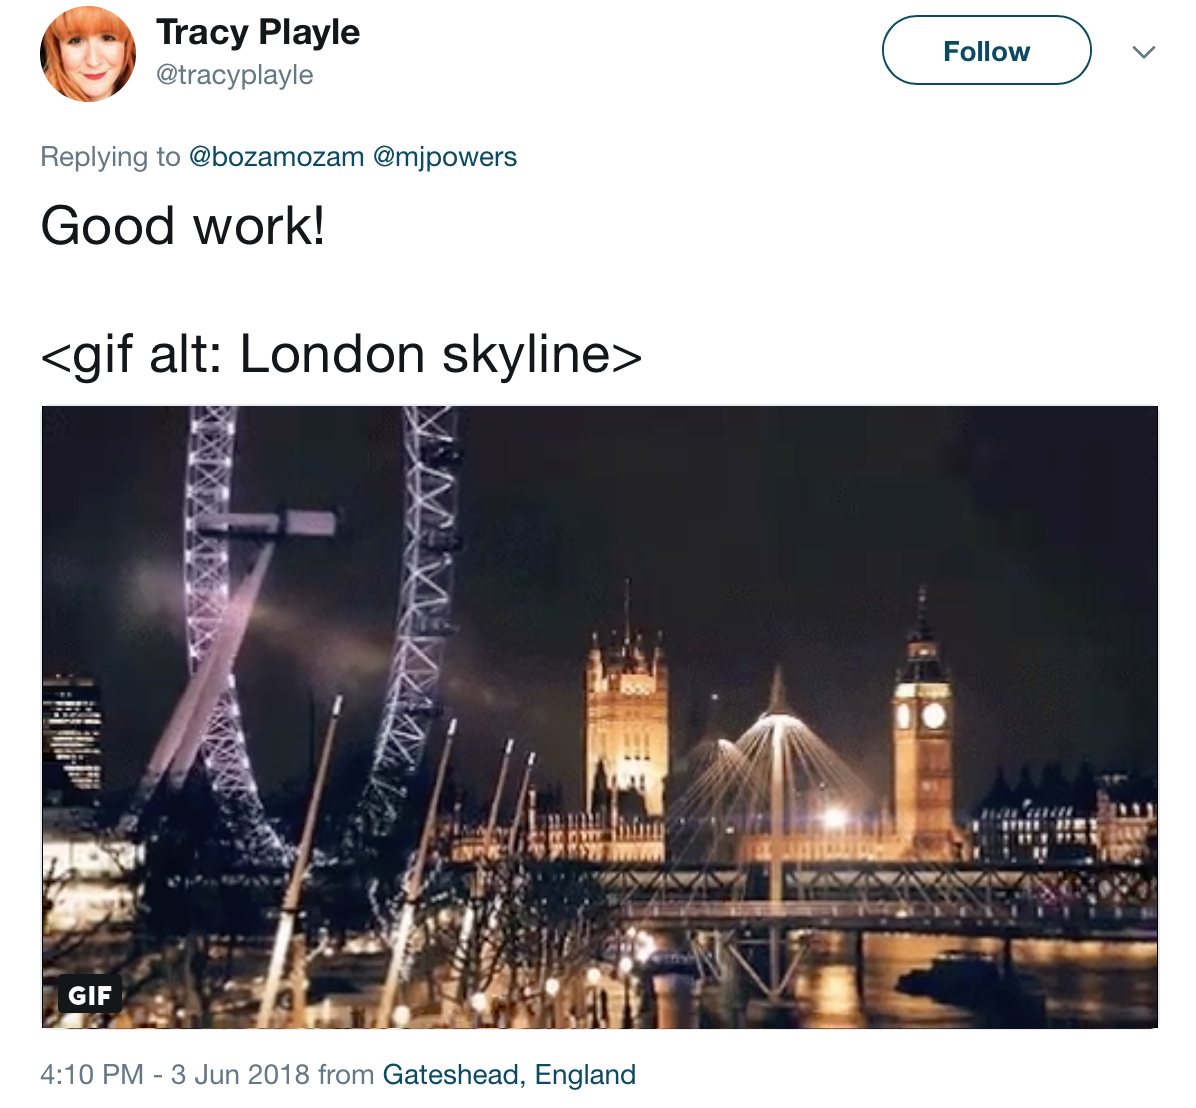 Tracy Playle
@tracyplayle
Follow
Replying to @bozamozam @mjpowers
Good work!
<gif alt: London skyline>
GIF
4:10 PM - 3 Jun 2018 from Gateshead, England